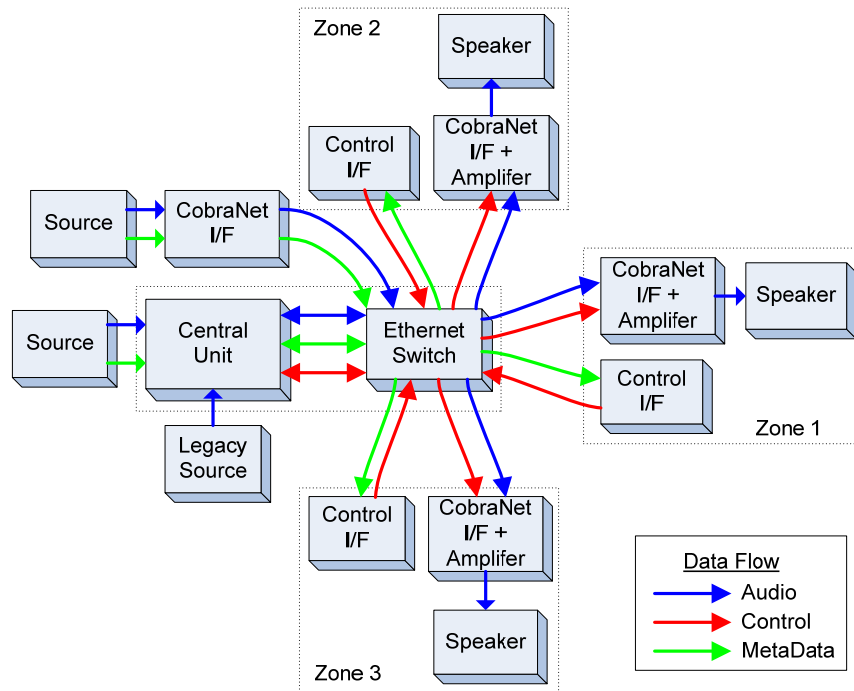 Zone 2
Speaker
Control
I/F
CobraNet
I/F +
Amplifer
Source
CobraNet
I/F
Source
Central
Unit
Ethernet
Switch
Legacy
Source
CobraNet
I/F +
Amplifer
Speaker
Control
I/F
Zone 1
Control
I/F
CobraNet
I/F +
Amplifer
Speaker
Zone 3
Data Flow
Audio
Control
MetaData